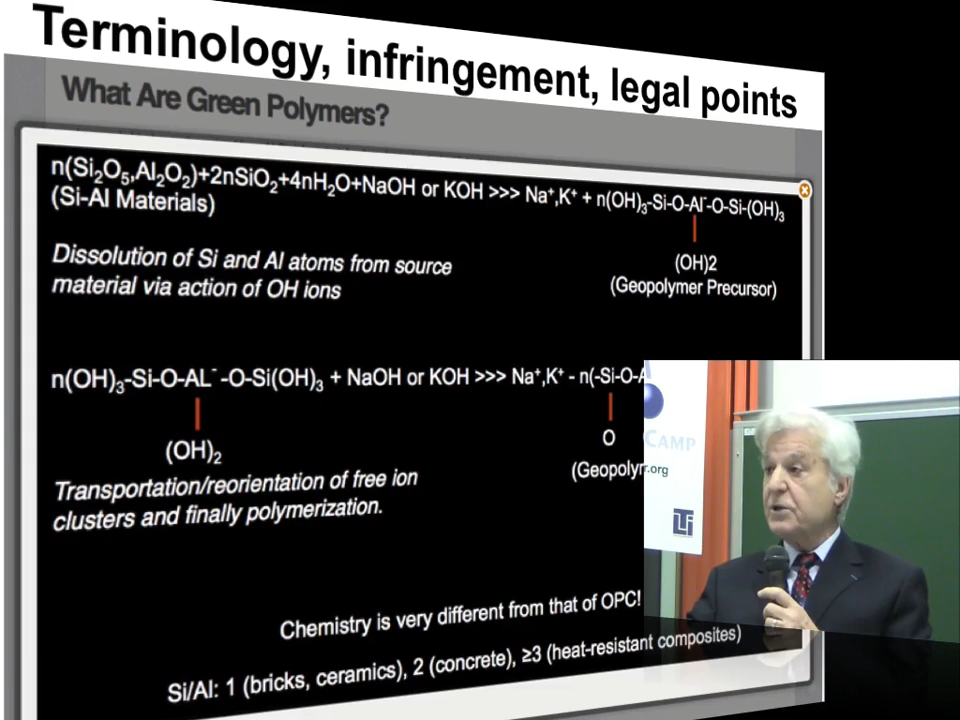 Terminology, infringement, legal points
What Are Green Polymers?
n(Si₂O₅,Al₂O₂)+2nSiO₂+4nH₂O+NaOH or KOH >>> Na⁺,K⁺ + n(OH)₃-Si-O-Al⁻-O-Si-(OH)₃
(Si-Al Materials)
(OH)2
(Geopolymer Precursor)
Dissolution of Si and Al atoms from source
material via action of OH ions
n(OH)₃-Si-O-AL⁻ -O-Si(OH)₃ + NaOH or KOH >>> Na⁺,K⁺ - n(-Si-O-A
(OH)₂
O
(Geopolyr
Transportation/reorientation of free ion
clusters and finally polymerization.
CAMP
.org
Chemistry is very different from that of OPC!
Si/Al: 1 (bricks, ceramics), 2 (concrete), ≥3 (heat-resistant composites)